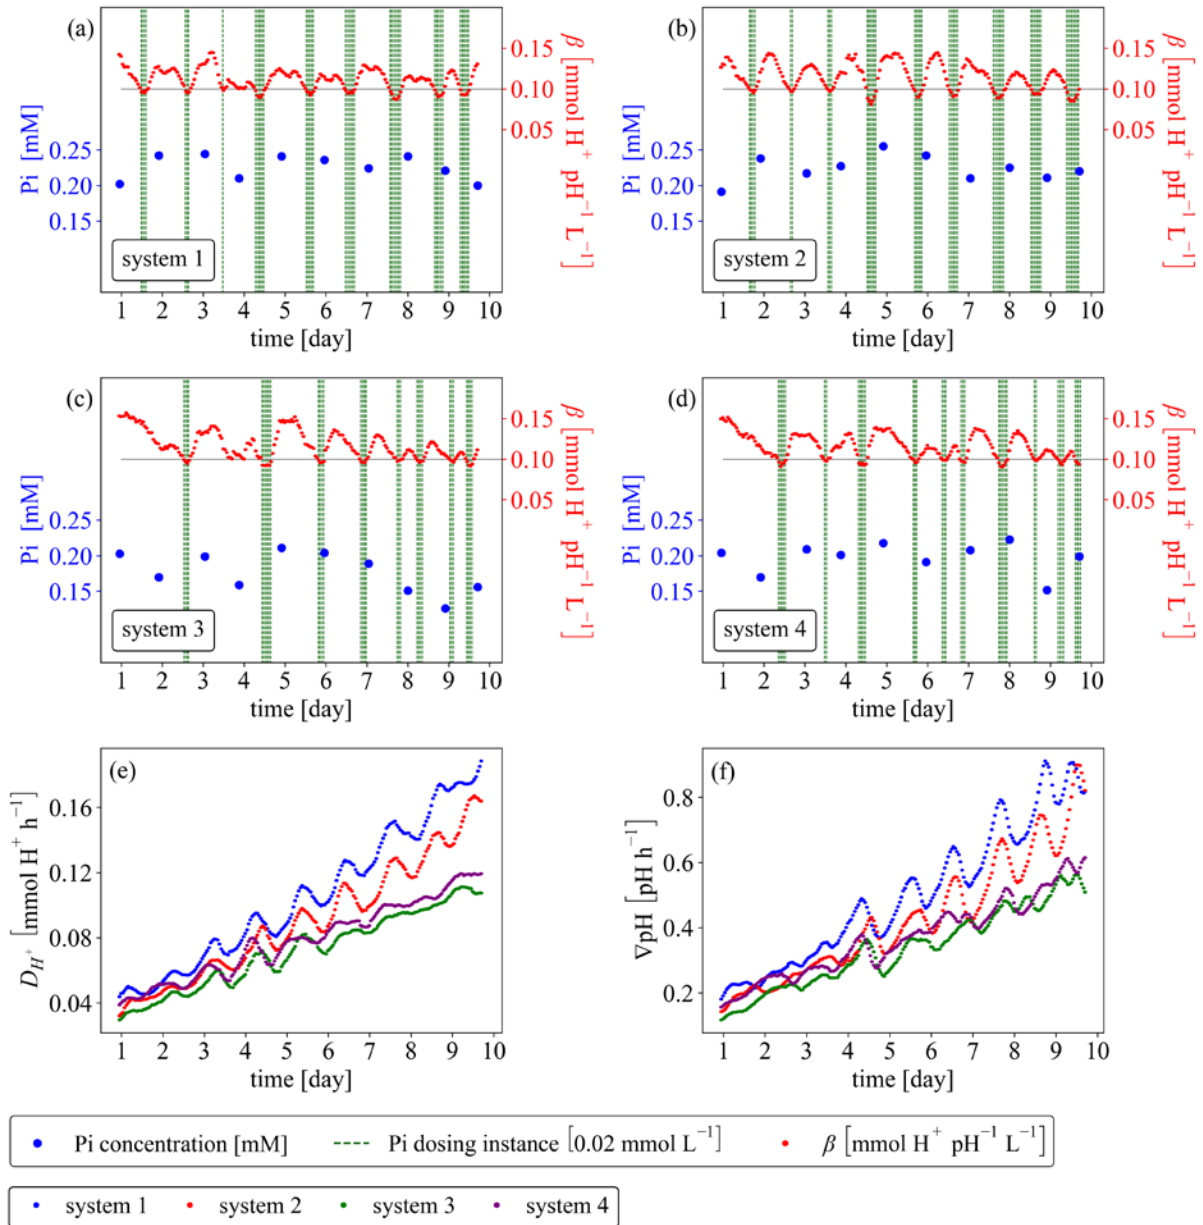 (a)
Pi [mM]
0.25
0.20
0.15
0.15
0.10
0.05
β [mmol H⁺ pH⁻¹ L⁻¹]
system 1
1 2 3 4 5 6 7 8 9 10
time [day]
(b)
Pi [mM]
0.25
0.20
0.15
0.15
0.10
0.05
β [mmol H⁺ pH⁻¹ L⁻¹]
system 2
1 2 3 4 5 6 7 8 9 10
time [day]
(c)
Pi [mM]
0.25
0.20
0.15
0.15
0.10
0.05
β [mmol H⁺ pH⁻¹ L⁻¹]
system 3
1 2 3 4 5 6 7 8 9 10
time [day]
(d)
Pi [mM]
0.25
0.20
0.15
0.15
0.10
0.05
β [mmol H⁺ pH⁻¹ L⁻¹]
system 4
1 2 3 4 5 6 7 8 9 10
time [day]
(e)
D_H⁺ [mmol H⁺ h⁻¹]
0.16
0.12
0.08
0.04
1 2 3 4 5 6 7 8 9 10
time [day]
(f)
∇pH [pH h⁻¹]
0.8
0.6
0.4
0.2
1 2 3 4 5 6 7 8 9 10
time [day]
Pi concentration [mM] Pi dosing instance [0.02 mmol L⁻¹] β [mmol H⁺ pH⁻¹ L⁻¹]
system 1 system 2 system 3 system 4